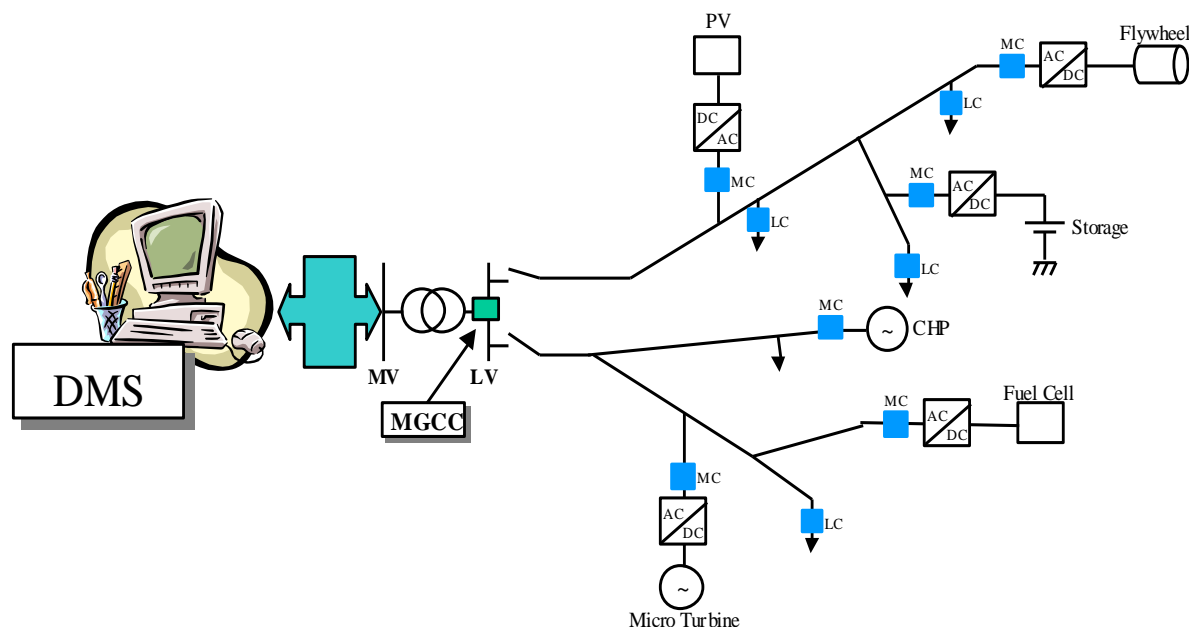 PV
DC
AC
MC
LC
MC
AC
DC
Flywheel
LC
MC
AC
DC
Storage
LC
DMS
MV
LV
MGCC
MC
~
CHP
MC
AC
DC
Fuel Cell
MC
AC
DC
~
Micro Turbine
LC